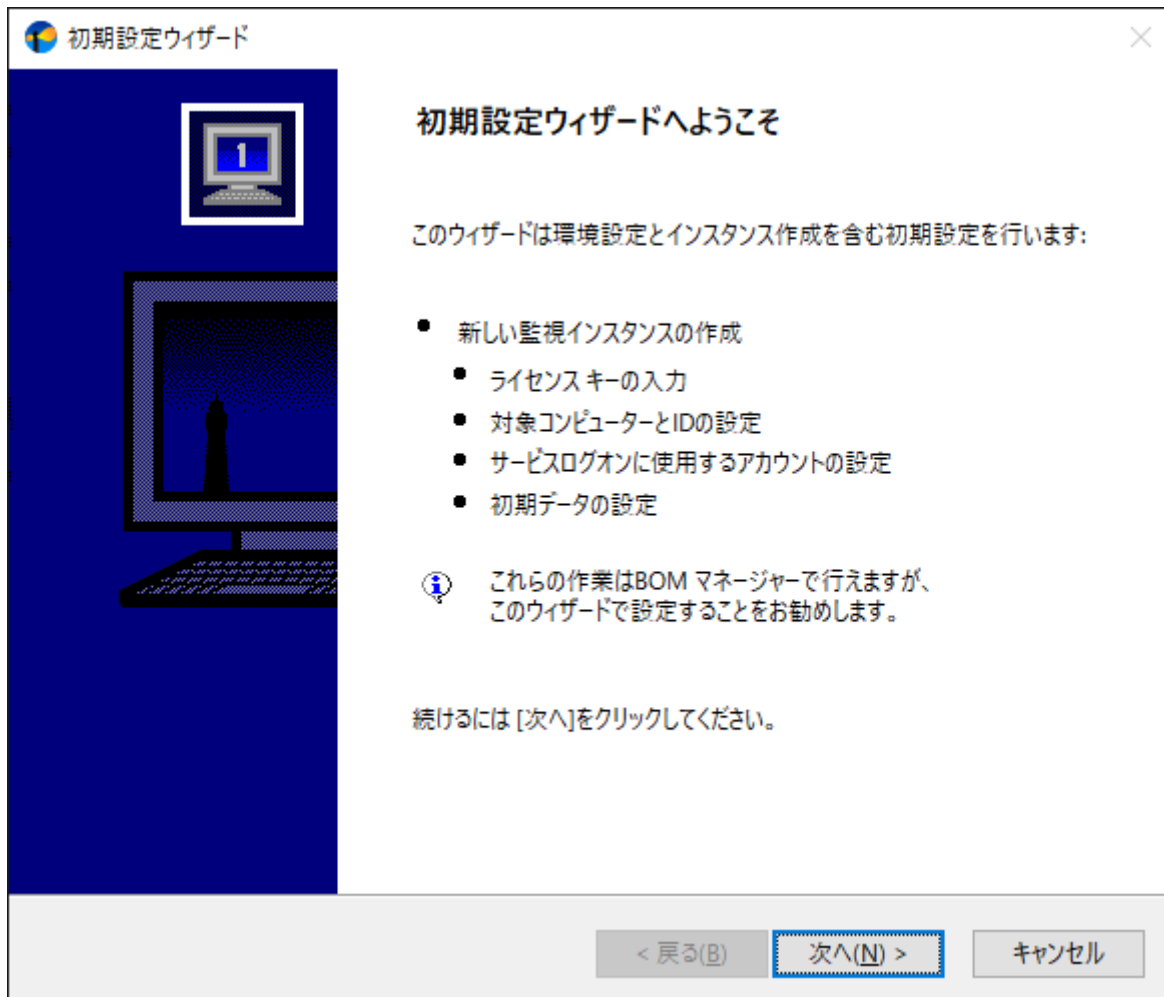 初期設定ウィザード
1
初期設定ウィザードへようこそ
このウィザードは環境設定とインスタンス作成を含む初期設定を行います:
● 新しい監視インスタンスの作成
● ライセンス キーの入力
● 対象コンピューターとIDの設定
● サービスログオンに使用するアカウントの設定
● 初期データの設定
これらの作業はBOM マネージャーで行えますが、
このウィザードで設定することをお勧めします。
続けるには [次へ]をクリックしてください。
< 戻る(B)
次へ(N) >
キャンセル